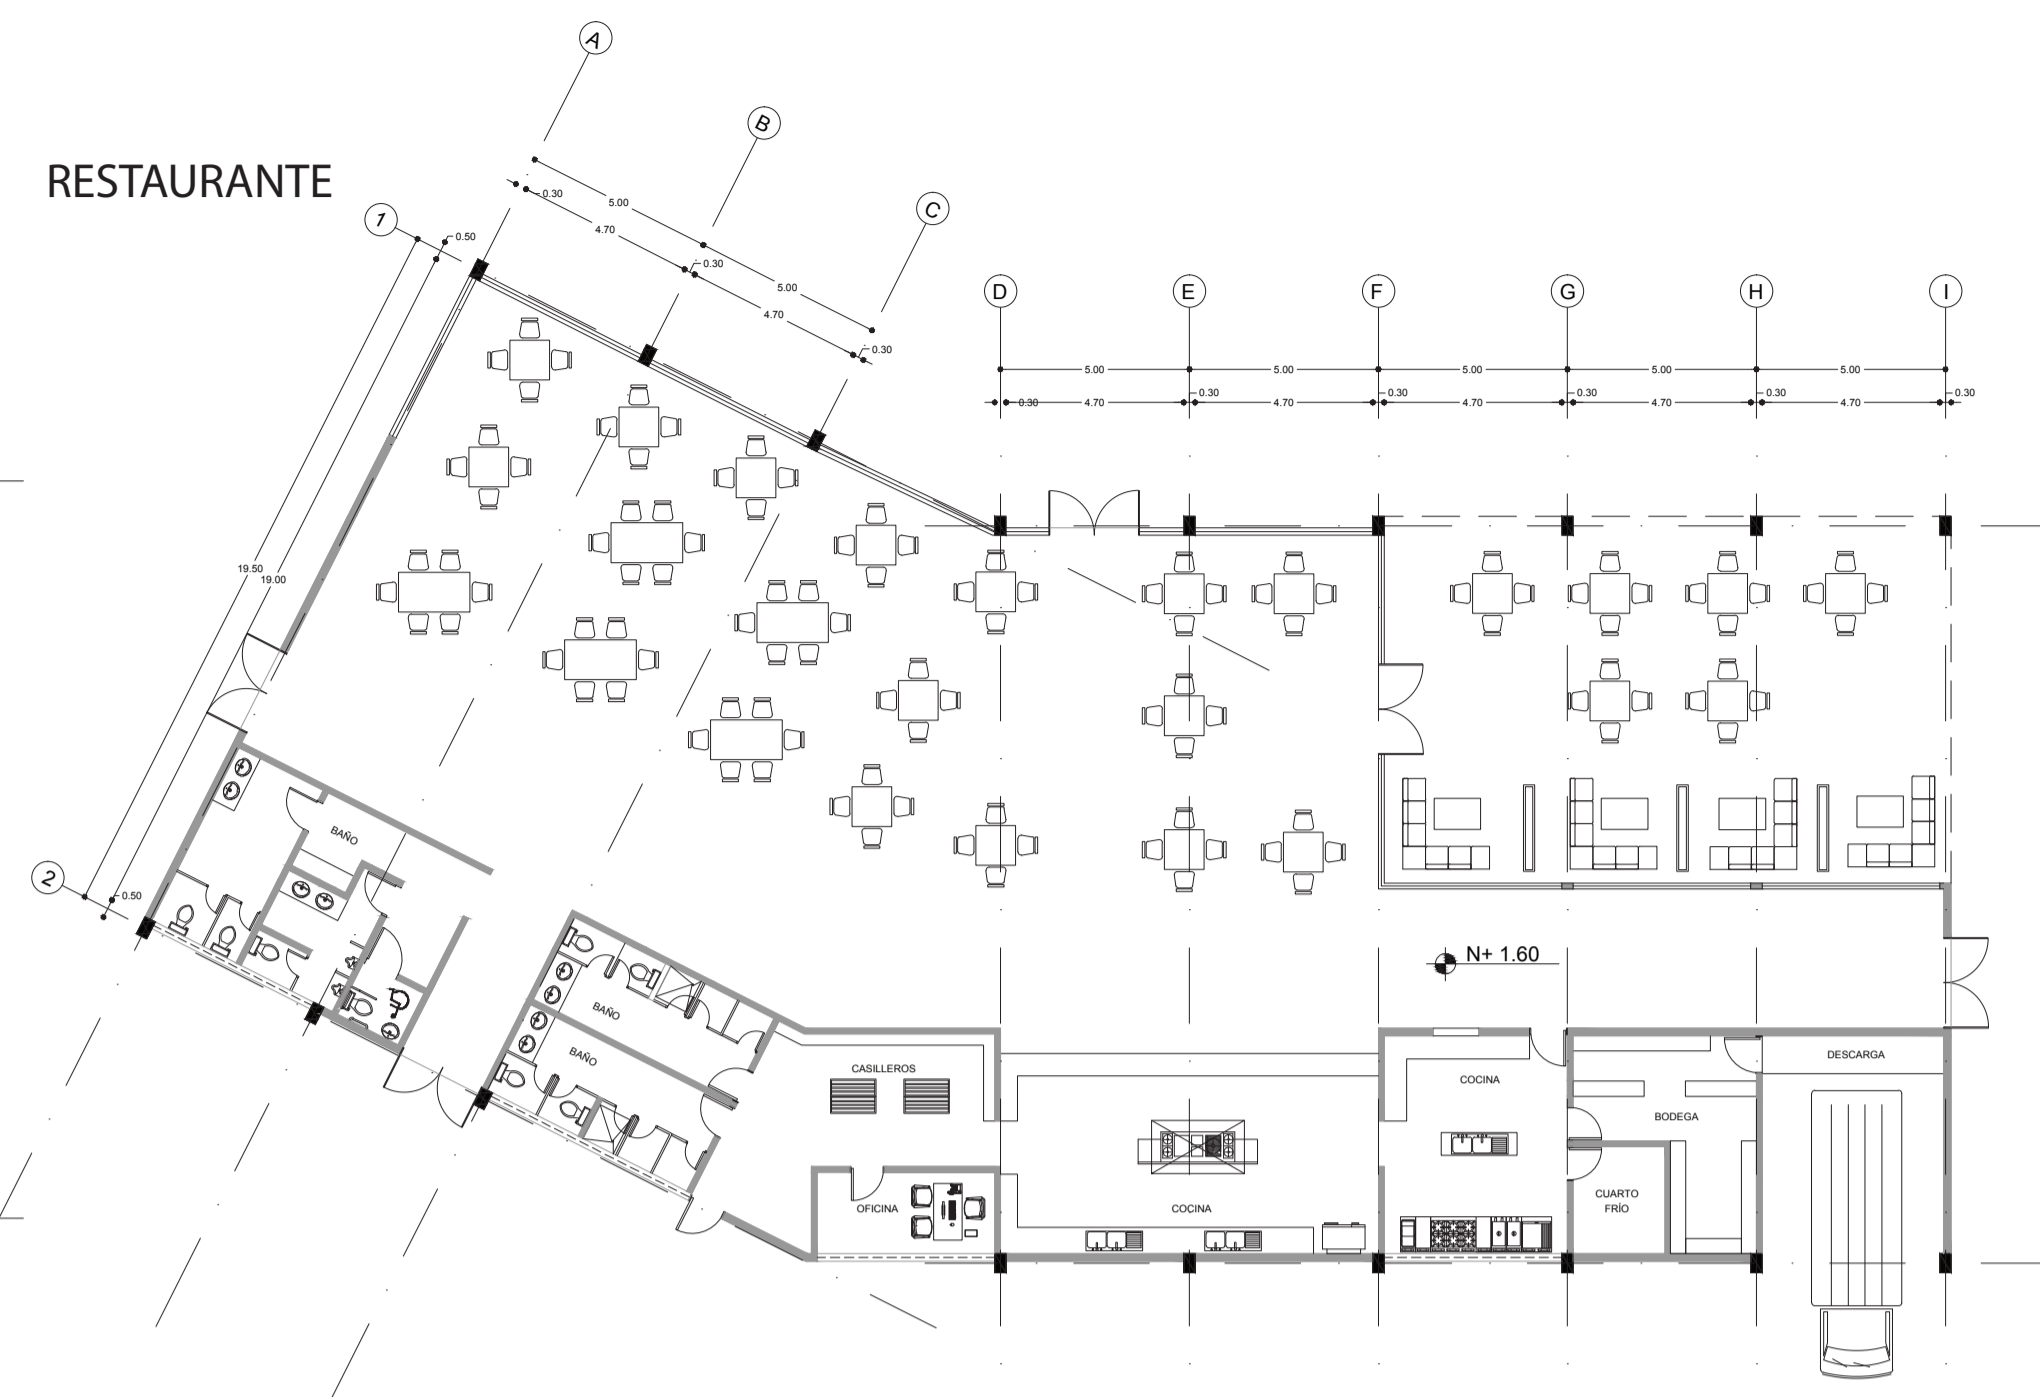 A
B
RESTAURANTE
0.30
5.00
C
1
4.70
0.50
0.30
5.00
4.70
0.30
D
E
F
G
H
I
5.00
5.00
5.00
5.00
5.00
0.30
4.70
0.30
4.70
0.30
4.70
0.30
4.70
0.30
4.70
0.30
19.50
19.00
BAÑO
2
0.50
N+ 1.60
BAÑO
BAÑO
CASILLEROS
DESCARGA
COCINA
BODEGA
OFICINA
COCINA
CUARTO
FRÍO